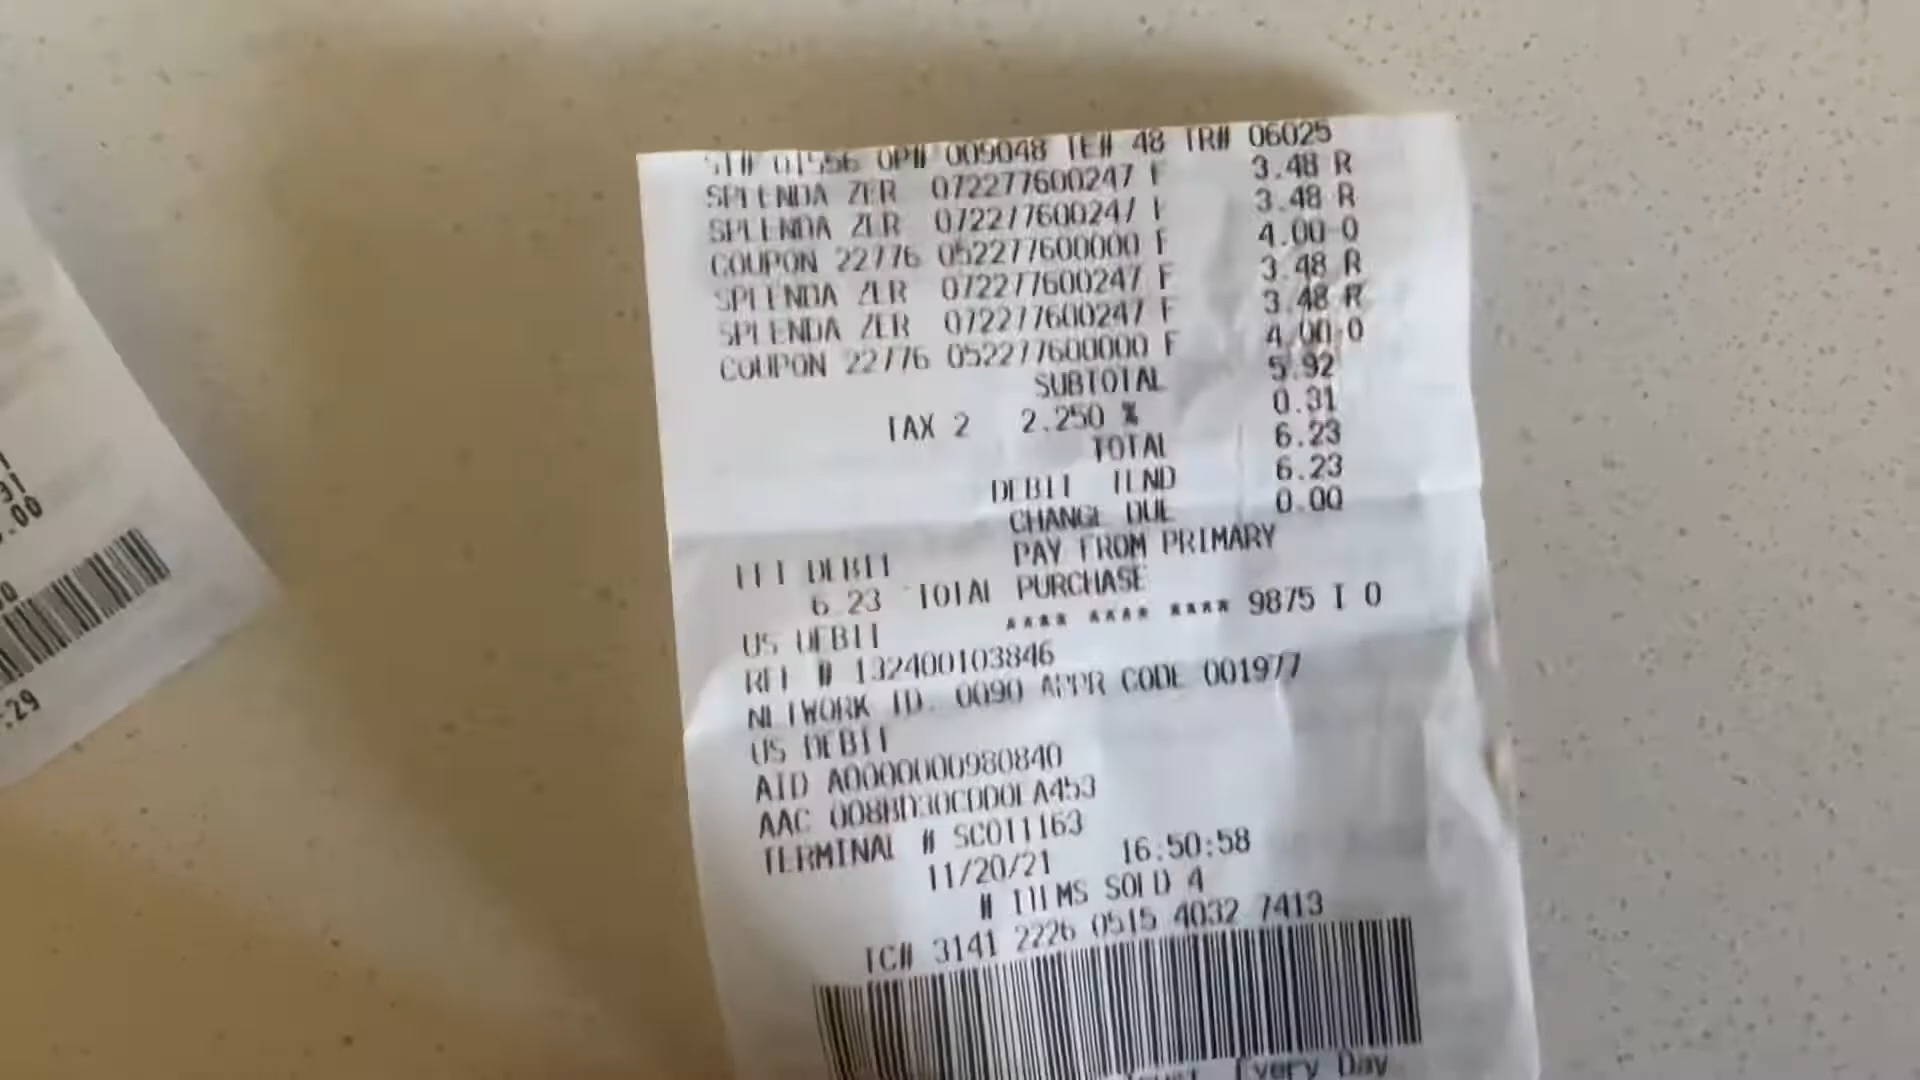 ST# 01556 OP# 009048 TE# 48 TR# 06025
SPLENDA ZER 072277600247 F 3.48 R
SPLENDA ZER 072277600247 F 3.48 R
COUPON 22776 052277600000 F 4.00-O
SPLENDA ZER 072277600247 F 3.48 R
SPLENDA ZER 072277600247 F 3.48 R
COUPON 22776 052277600000 F 4.00-O
SUBTOTAL 5.92
TAX 2 2.250 % 0.31
TOTAL 6.23
DEBIT TEND 6.23
CHANGE DUE 0.00
EFT DEBIT PAY FROM PRIMARY
6.23 TOTAL PURCHASE
US DEBIT **** **** **** 9875 I 0
REF # 132400103846
NETWORK ID. 0090 APPR CODE 001977
US DEBIT
AID A0000000980840
AAC 008BD30CDD0EA453
TERMINAL # SC011163
11/20/21 16:50:58
# ITEMS SOLD 4
TC# 3141 2226 0515 4032 7413
Every Day
31
.00
:29